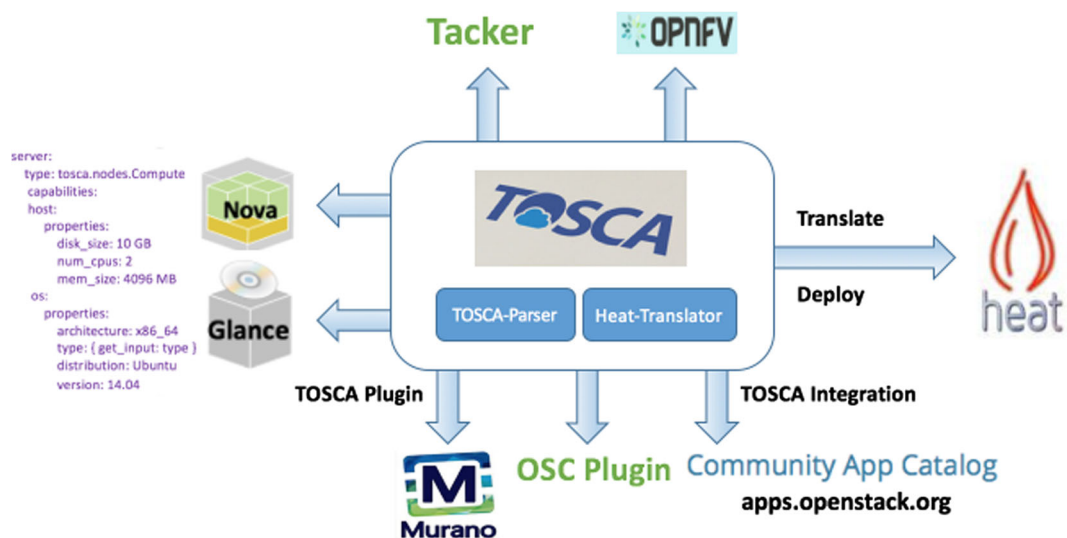 Tacker
OPNFV
server:
type: tosca.nodes.Compute
capabilities:
host:
properties:
disk_size: 10 GB
num_cpus: 2
mem_size: 4096 MB
os:
properties:
architecture: x86_64
type: { get_input: type }
distribution: Ubuntu
version: 14.04
Nova
Glance
TOSCA
TOSCA-Parser
Heat-Translator
Translate
Deploy
heat
TOSCA Plugin
TOSCA Integration
M
Murano
OSC Plugin
Community App Catalog
apps.openstack.org